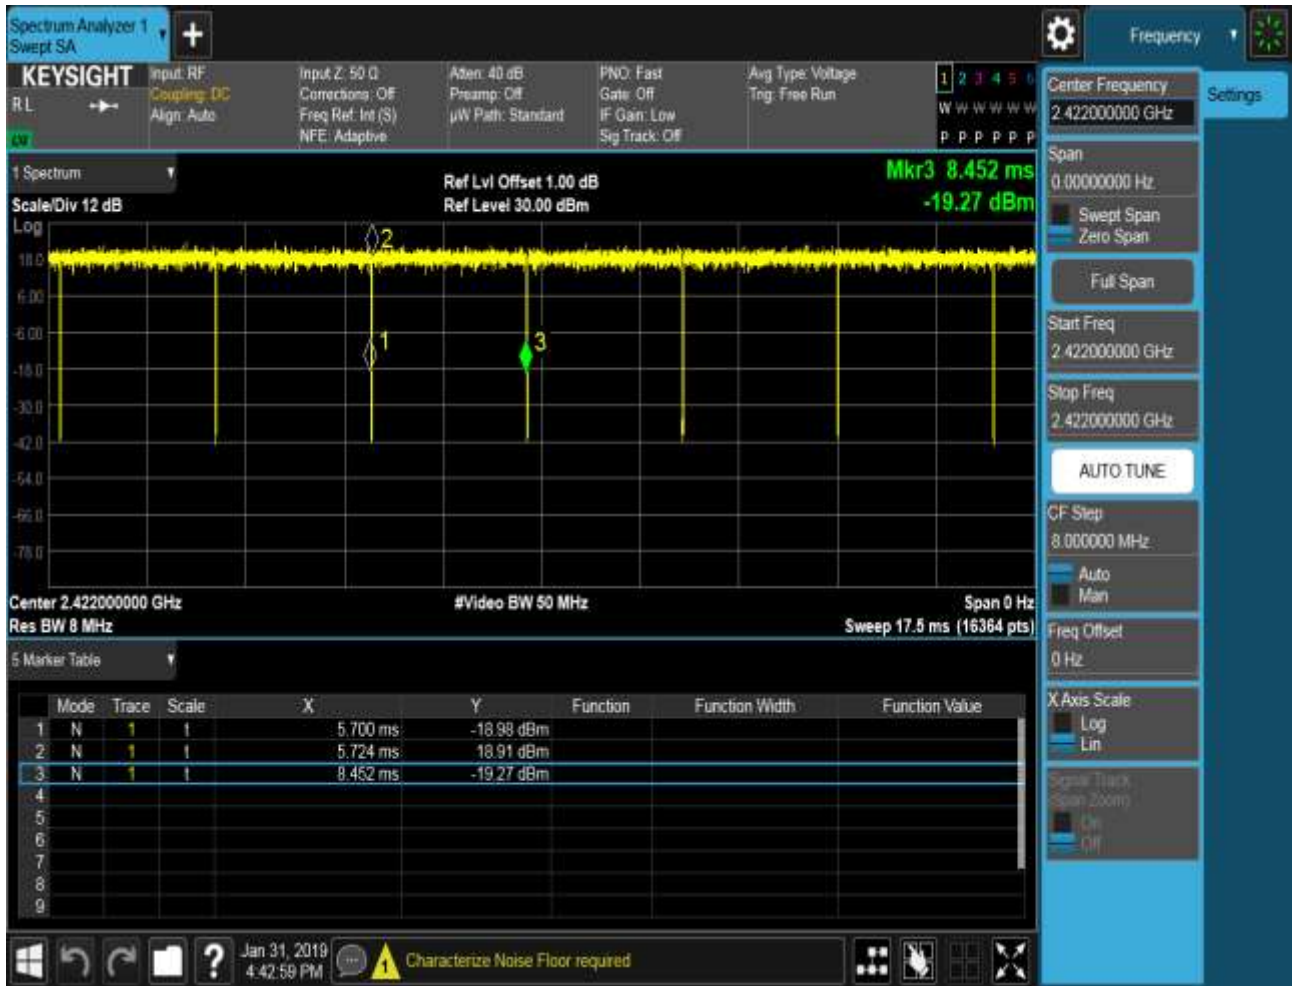 Spectrum Analyzer 1
Swept SA
Frequency
KEYSIGHT
R L
Input: RF
Coupling: DC
Align: Auto
Input Z: 50 Ω
Corrections: Off
Freq Ref: Int (S)
NFE: Adaptive
Atten: 40 dB
Preamp: Off
µW Path: Standard
PNO: Fast
Gate: Off
IF Gain: Low
Sig Track: Off
Avg Type: Voltage
Trig: Free Run
1 2 3 4 5 6
W W W W W W
P P P P P P
1 Spectrum
Scale/Div 12 dB
Log
Ref Lvl Offset 1.00 dB
Ref Level 30.00 dBm
Mkr3 8.452 ms
-19.27 dBm
2
1
3
18.0
6.00
-6.00
-18.0
-30.0
-42.0
-54.0
-66.0
-78.0
Center 2.422000000 GHz
#Video BW 50 MHz
Span 0 Hz
Res BW 8 MHz
Sweep 17.5 ms (16364 pts)
5 Marker Table
Mode Trace Scale X Y Function Function Width Function Value
1 N 1 t 5.700 ms -18.98 dBm
2 N 1 t 5.724 ms 18.91 dBm
3 N 1 t 8.452 ms -19.27 dBm
4
5
6
7
8
9
Jan 31, 2019
4:42:59 PM
Characterize Noise Floor required
Center Frequency
2.422000000 GHz
Settings
Span
0.00000000 Hz
Swept Span
Zero Span
Full Span
Start Freq
2.422000000 GHz
Stop Freq
2.422000000 GHz
AUTO TUNE
CF Step
8.000000 MHz
Auto
Man
Freq Offset
0 Hz
X Axis Scale
Log
Lin
Signal Track
(Span Zoom)
On
Off